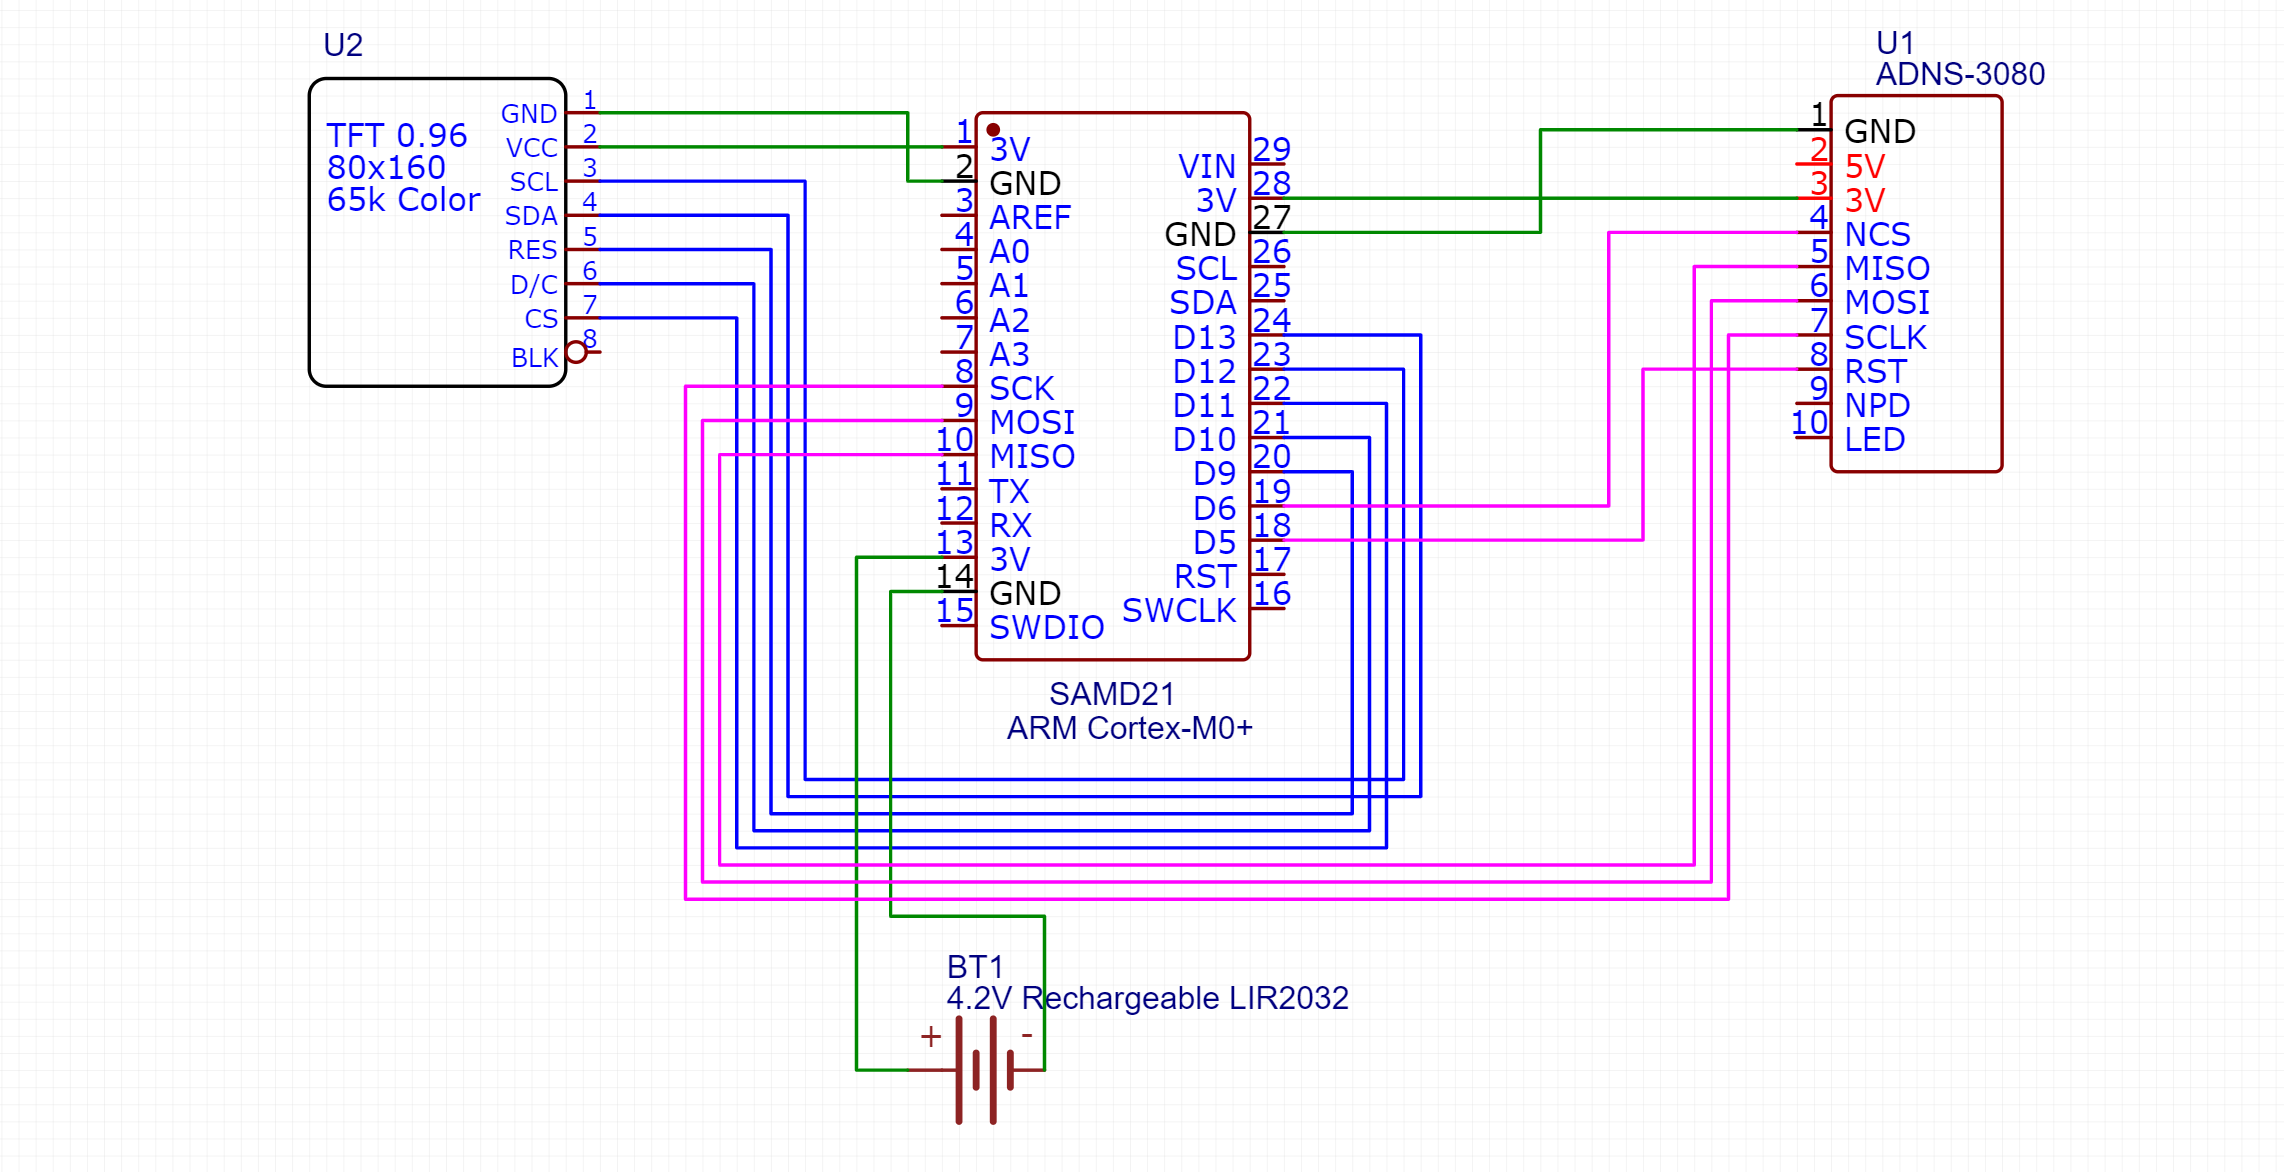 U2
TFT 0.96
80x160
65k Color
GND 1
VCC 2
SCL 3
SDA 4
RES 5
D/C 6
CS 7
BLK 8
1 3V
2 GND
3 AREF
4 A0
5 A1
6 A2
7 A3
8 SCK
9 MOSI
10 MISO
11 TX
12 RX
13 3V
14 GND
15 SWDIO
VIN 29
3V 28
GND 27
SCL 26
SDA 25
D13 24
D12 23
D11 22
D10 21
D9 20
D6 19
D5 18
RST 17
SWCLK 16
SAMD21
ARM Cortex-M0+
U1
ADNS-3080
1 GND
2 5V
3 3V
4 NCS
5 MISO
6 MOSI
7 SCLK
8 RST
9 NPD
10 LED
BT1
4.2V Rechargeable LIR2032
+ -